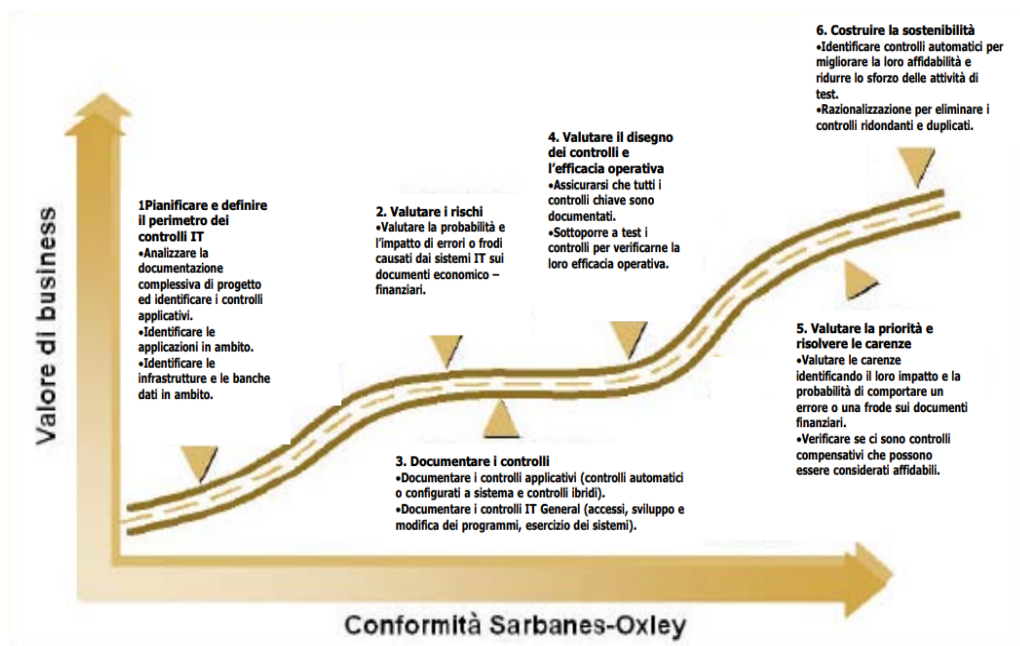 6. Costruire la sostenibilità
•Identificare controlli automatici per
migliorare la loro affidabilità e
ridurre lo sforzo delle attività di
test.
•Razionalizzazione per eliminare i
controlli ridondanti e duplicati.
4. Valutare il disegno
dei controlli e
l'efficacia operativa
•Assicurarsi che tutti i
controlli chiave sono
documentati.
•Sottoporre a test i
controlli per verificarne la
loro efficacia operativa.
1Pianificare e definire
il perimetro dei
controlli IT
•Analizzare la
documentazione
complessiva di progetto
ed identificare i controlli
applicativi.
•Identificare le
applicazioni in ambito.
•Identificare le
infrastrutture e le banche
dati in ambito.
2. Valutare i rischi
•Valutare la probabilità e
l'impatto di errori o frodi
causati dai sistemi IT sui
documenti economico –
finanziari.
5. Valutare la priorità e
risolvere le carenze
•Valutare le carenze
identificando il loro impatto e la
probabilità di comportare un
errore o una frode sui documenti
finanziari.
•Verificare se ci sono controlli
compensativi che possono
essere considerati affidabili.
3. Documentare i controlli
•Documentare i controlli applicativi (controlli automatici
o configurati a sistema e controlli ibridi).
•Documentare i controlli IT General (accessi, sviluppo e
modifica dei programmi, esercizio dei sistemi).
Valore di business
Conformità Sarbanes-Oxley